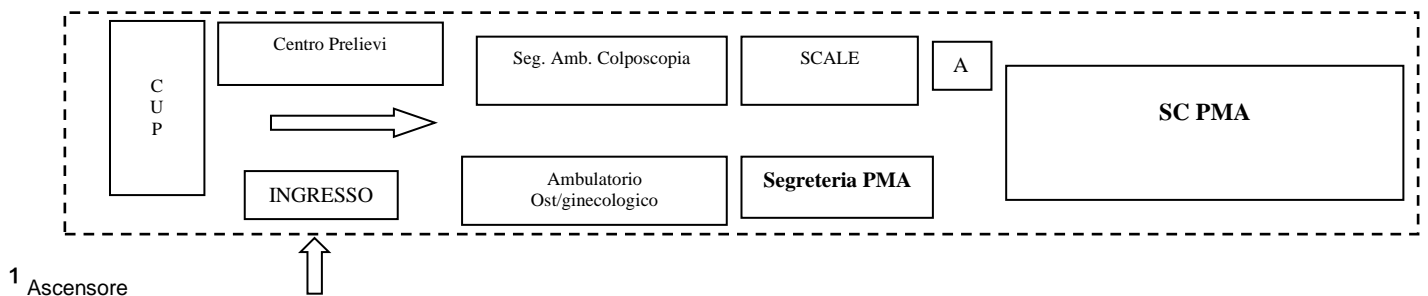 C
U
P
Centro Prelievi
Seg. Amb. Colposcopia
SCALE
A
SC PMA
INGRESSO
Ambulatorio
Ost/ginecologico
Segreteria PMA
1 Ascensore